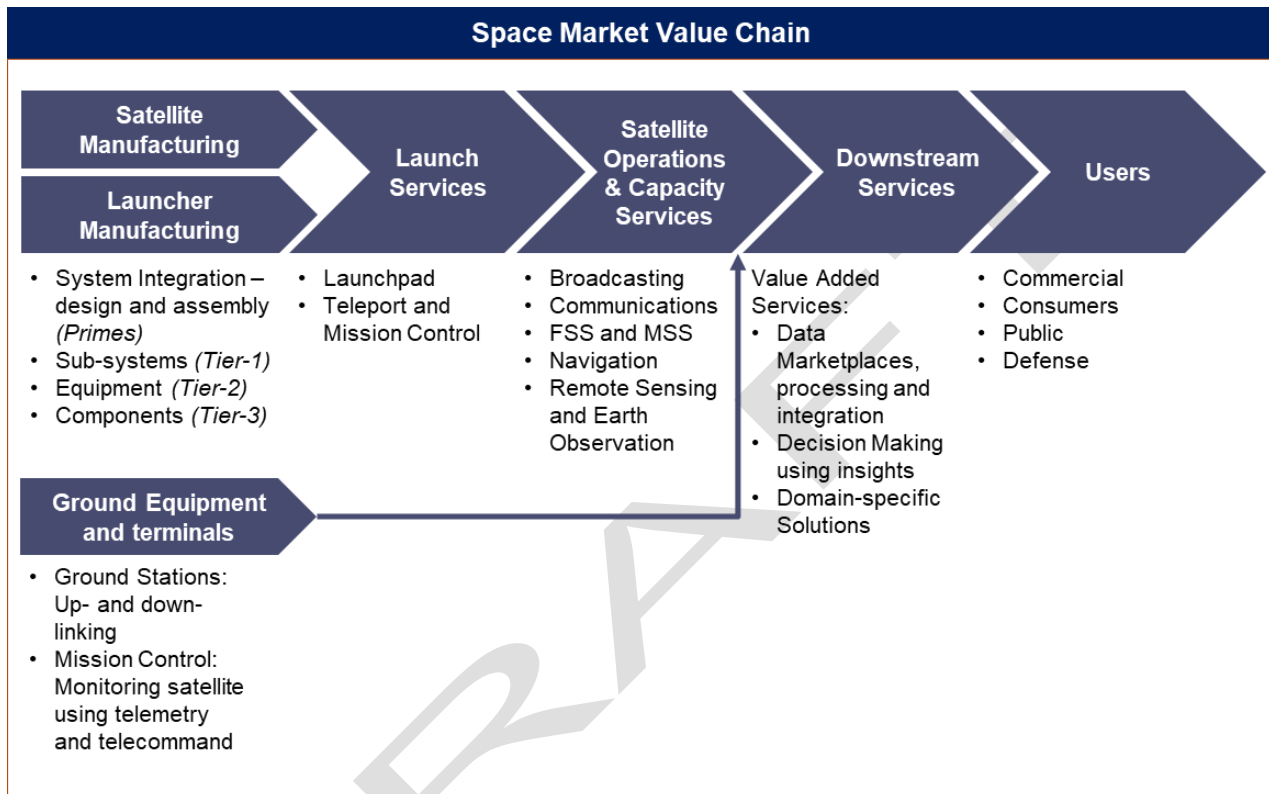 Space Market Value Chain
Satellite
Manufacturing
Launcher
Manufacturing
• System Integration –
design and assembly
(Primes)
• Sub-systems (Tier-1)
• Equipment (Tier-2)
• Components (Tier-3)
Launch
Services
• Launchpad
• Teleport and
Mission Control
Satellite
Operations
& Capacity
Services
• Broadcasting
• Communications
• FSS and MSS
• Navigation
• Remote Sensing
and Earth
Observation
Downstream
Services
Value Added
Services:
• Data
Marketplaces,
processing and
integration
• Decision Making
using insights
• Domain-specific
Solutions
Users
• Commercial
• Consumers
• Public
• Defense
Ground Equipment
and terminals
• Ground Stations:
Up- and down-
linking
• Mission Control:
Monitoring satellite
using telemetry
and telecommand